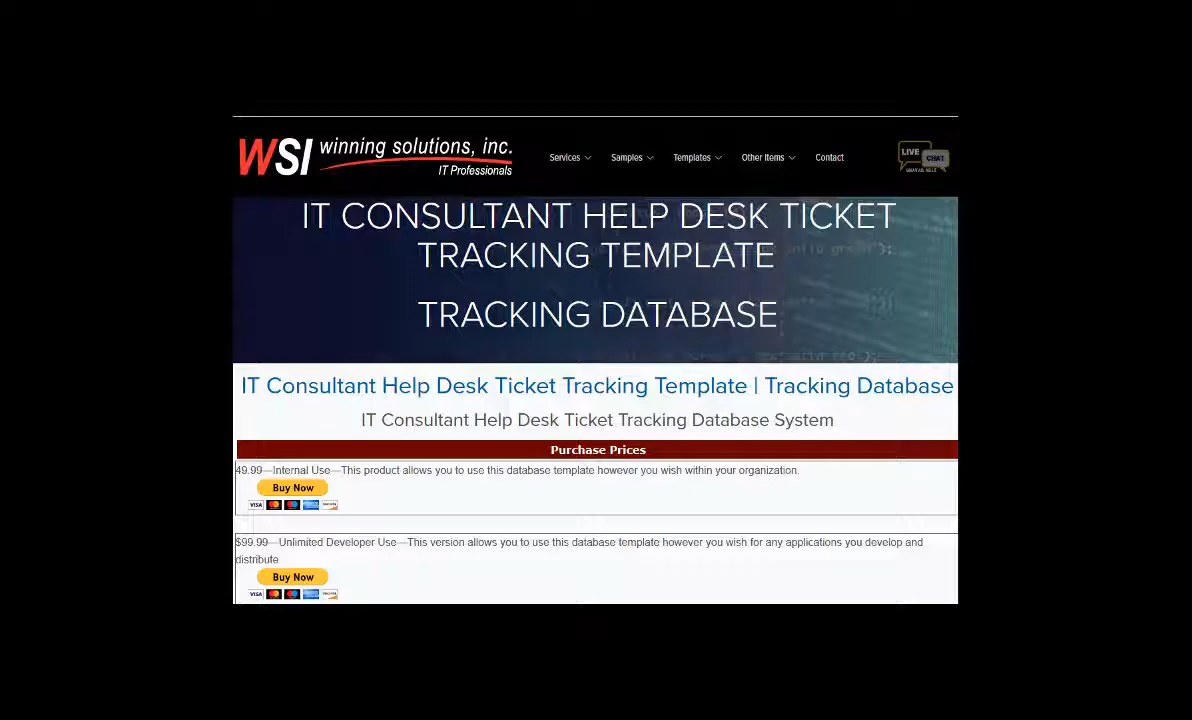 WSI winning solutions, inc.
IT Professionals
Services Samples Templates Other Items Contact
LIVE CHAT
UNAVAILABLE
IT CONSULTANT HELP DESK TICKET
TRACKING TEMPLATE
TRACKING DATABASE
IT Consultant Help Desk Ticket Tracking Template | Tracking Database
IT Consultant Help Desk Ticket Tracking Database System
Purchase Prices
49.99—Internal Use—This product allows you to use this database template however you wish within your organization.
Buy Now
VISA
$99.99—Unlimited Developer Use—This version allows you to use this database template however you wish for any applications you develop and
distribute
Buy Now
VISA